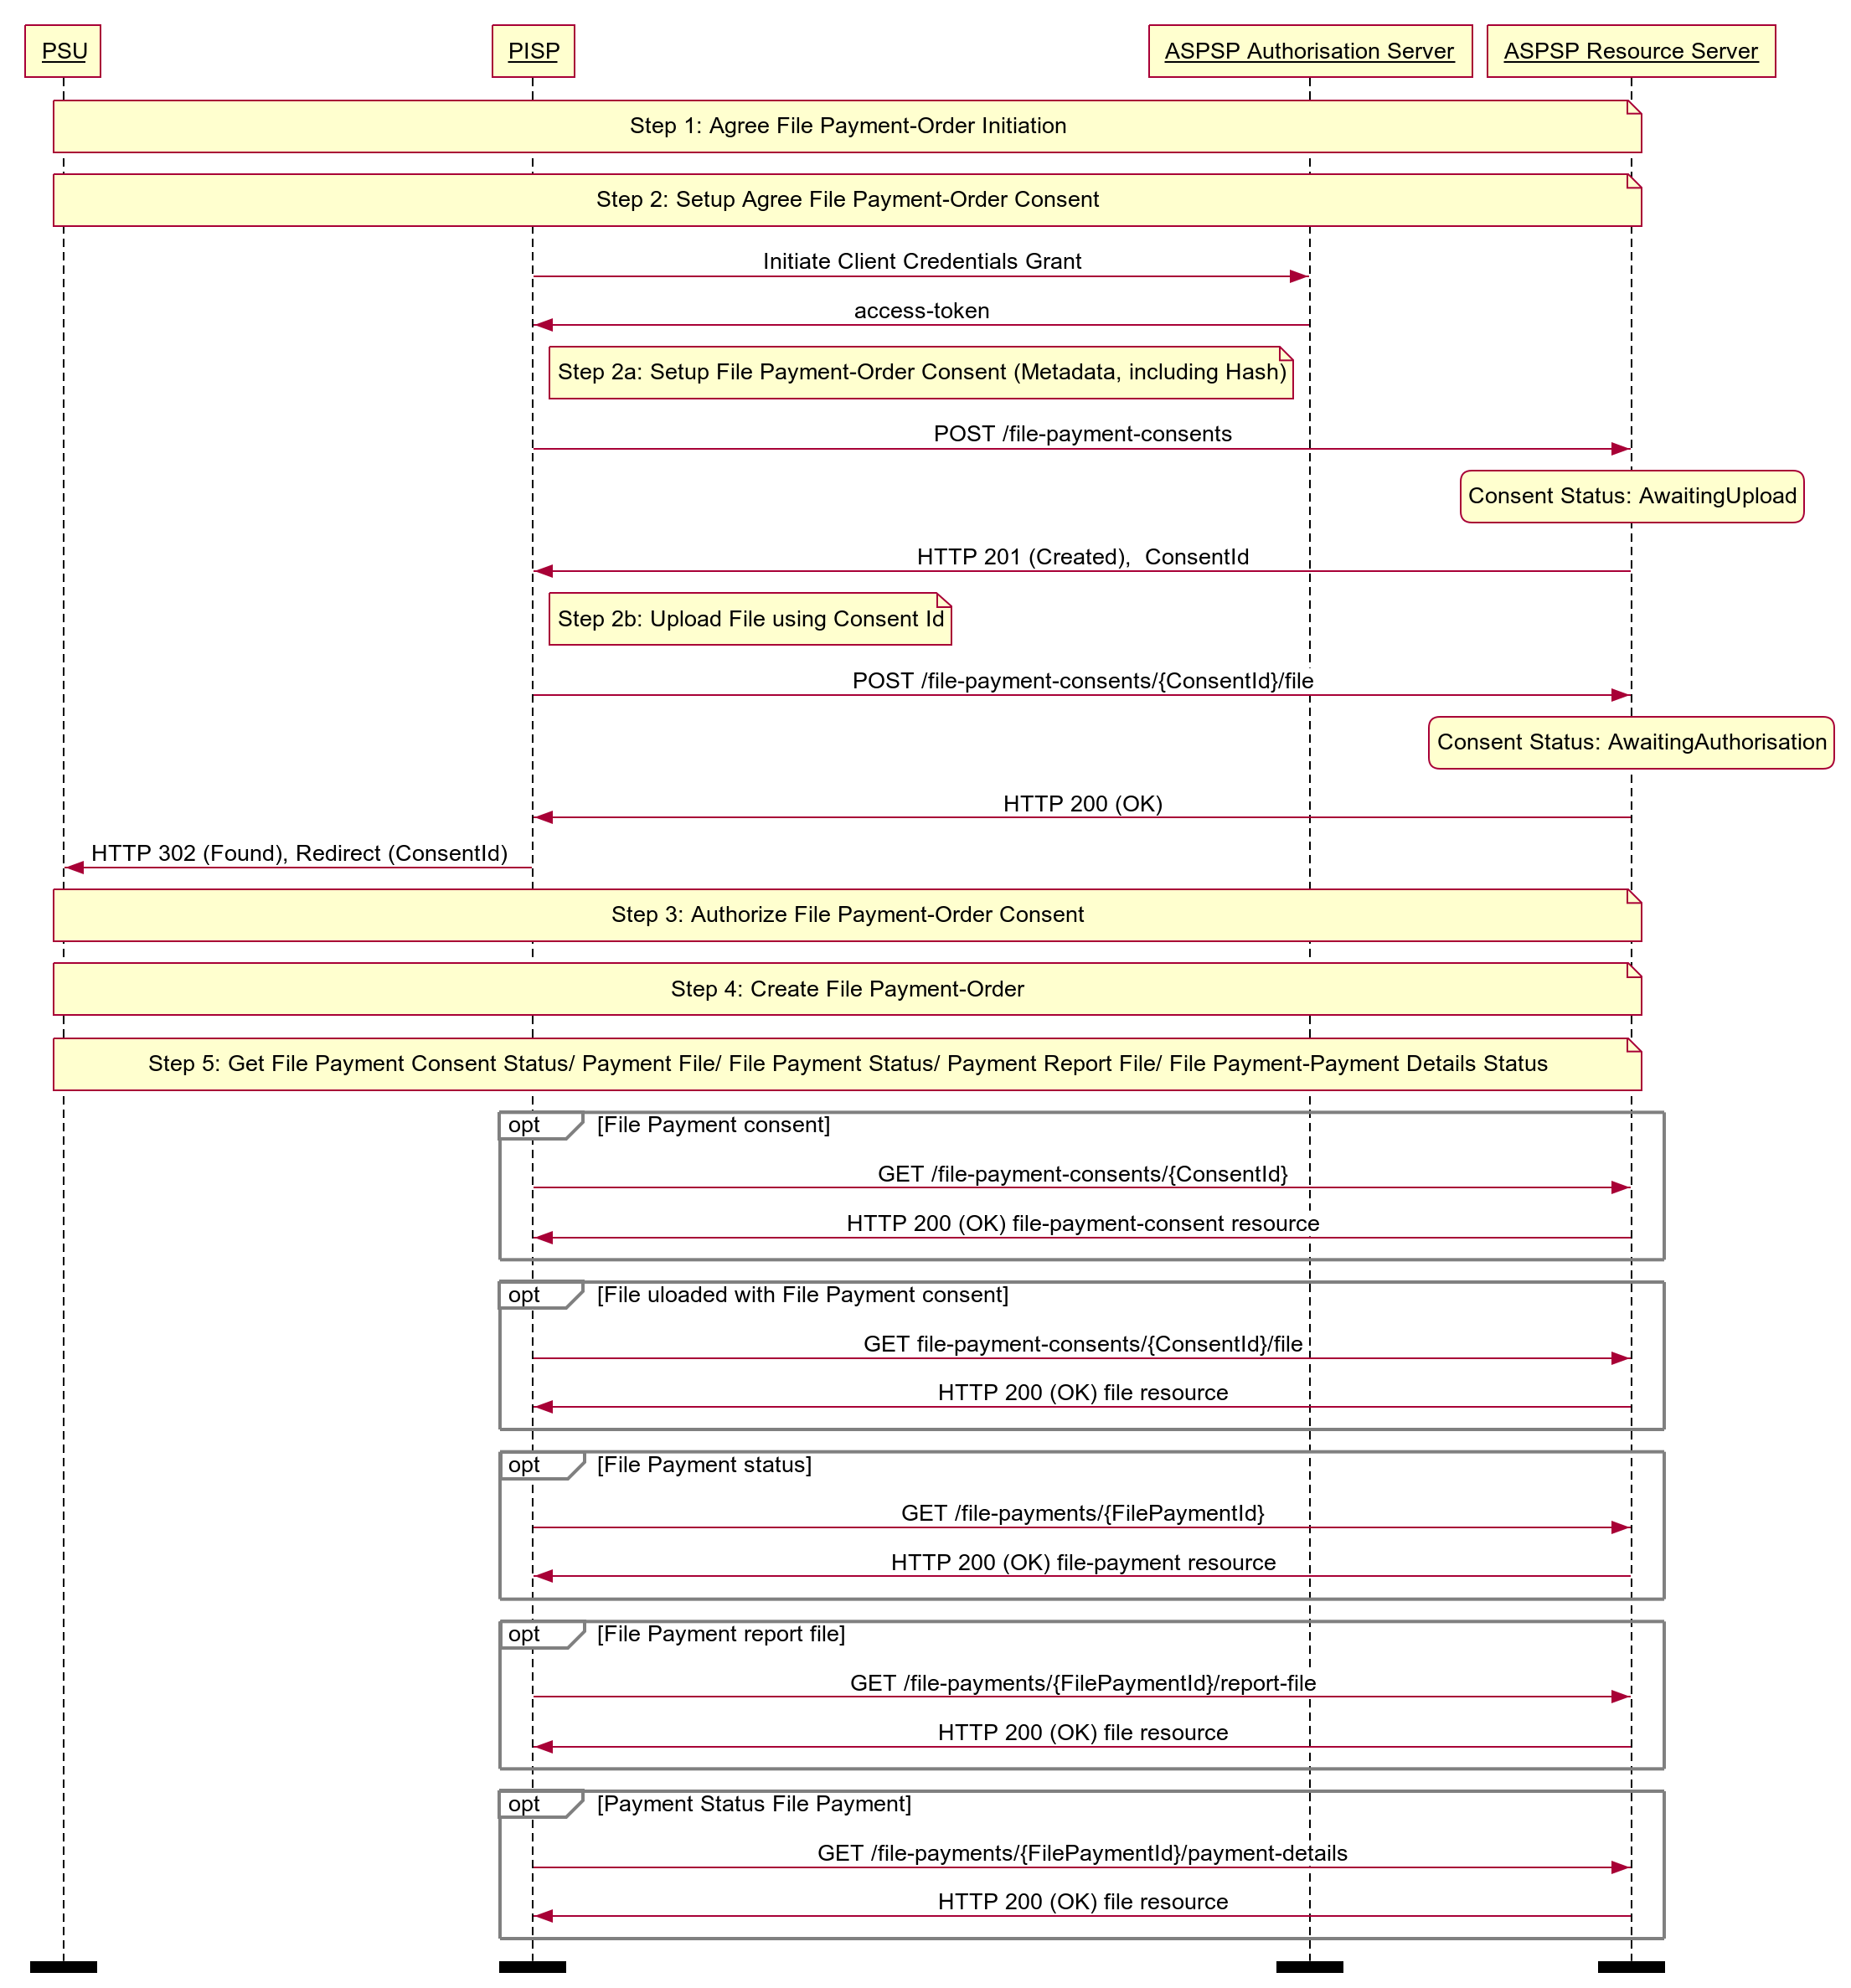 PSU
PISP
ASPSP Authorisation Server
ASPSP Resource Server
Step 1: Agree File Payment-Order Initiation
Step 2: Setup Agree File Payment-Order Consent
Initiate Client Credentials Grant
access-token
Step 2a: Setup File Payment-Order Consent (Metadata, including Hash)
POST /file-payment-consents
Consent Status: AwaitingUpload
HTTP 201 (Created),  ConsentId
Step 2b: Upload File using Consent Id
POST /file-payment-consents/{ConsentId}/file
Consent Status: AwaitingAuthorisation
HTTP 200 (OK)
HTTP 302 (Found), Redirect (ConsentId)
Step 3: Authorize File Payment-Order Consent
Step 4: Create File Payment-Order
Step 5: Get File Payment Consent Status/ Payment File/ File Payment Status/ Payment Report File/ File Payment-Payment Details Status
opt [File Payment consent]
GET /file-payment-consents/{ConsentId}
HTTP 200 (OK) file-payment-consent resource
opt [File uloaded with File Payment consent]
GET file-payment-consents/{ConsentId}/file
HTTP 200 (OK) file resource
opt [File Payment status]
GET /file-payments/{FilePaymentId}
HTTP 200 (OK) file-payment resource
opt [File Payment report file]
GET /file-payments/{FilePaymentId}/report-file
HTTP 200 (OK) file resource
opt [Payment Status File Payment]
GET /file-payments/{FilePaymentId}/payment-details
HTTP 200 (OK) file resource